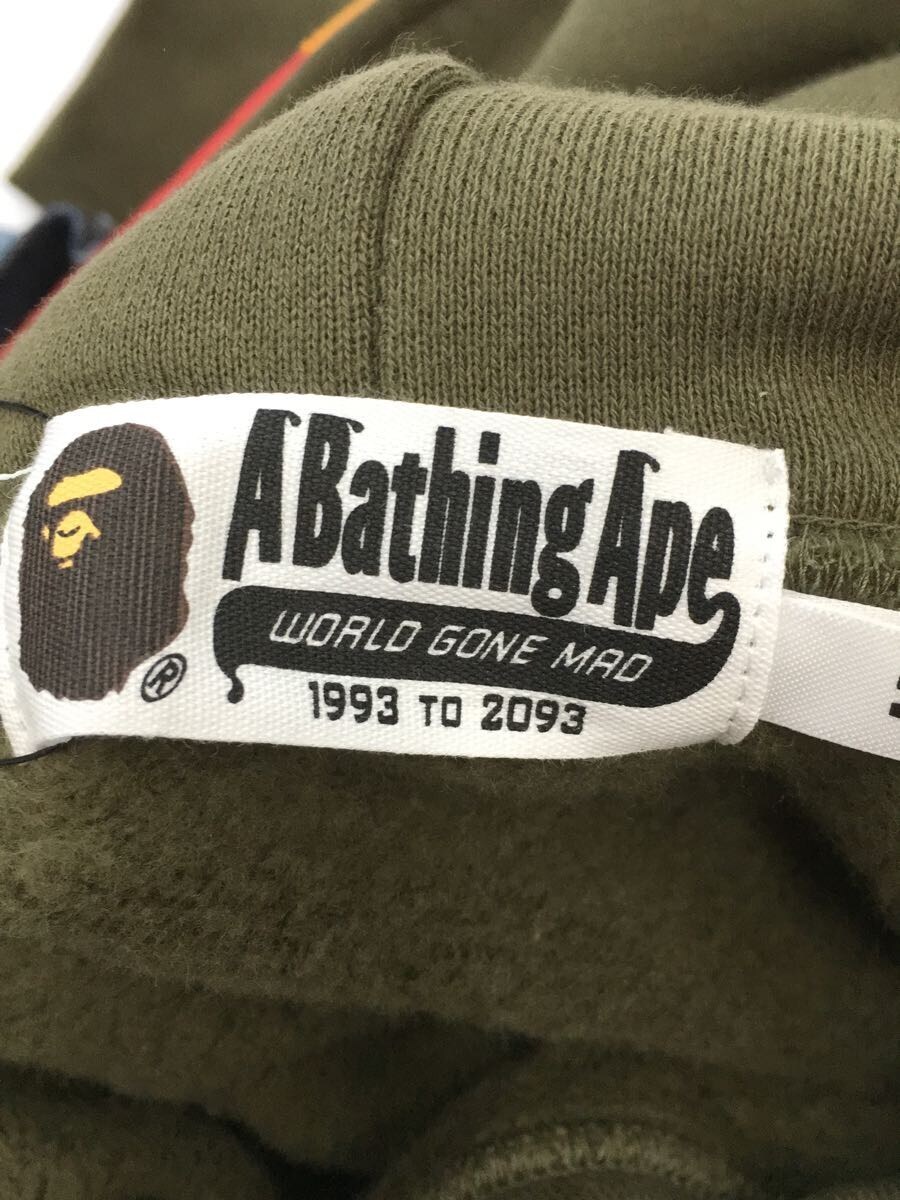 A Bathing Ape
WORLD GONE MAD
1993 TO 2093
®